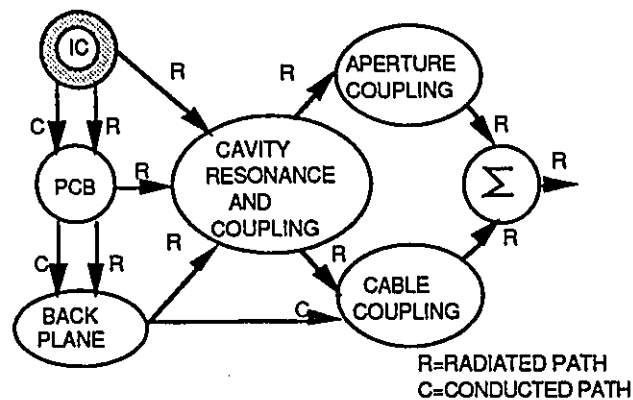 IC
R
R
APERTURE
COUPLING
C
R
R
CAVITY
RESONANCE
AND
COUPLING
PCB
R
Σ
R
R
C
R
R
R
BACK
PLANE
C
CABLE
COUPLING
R=RADIATED PATH
C=CONDUCTED PATH